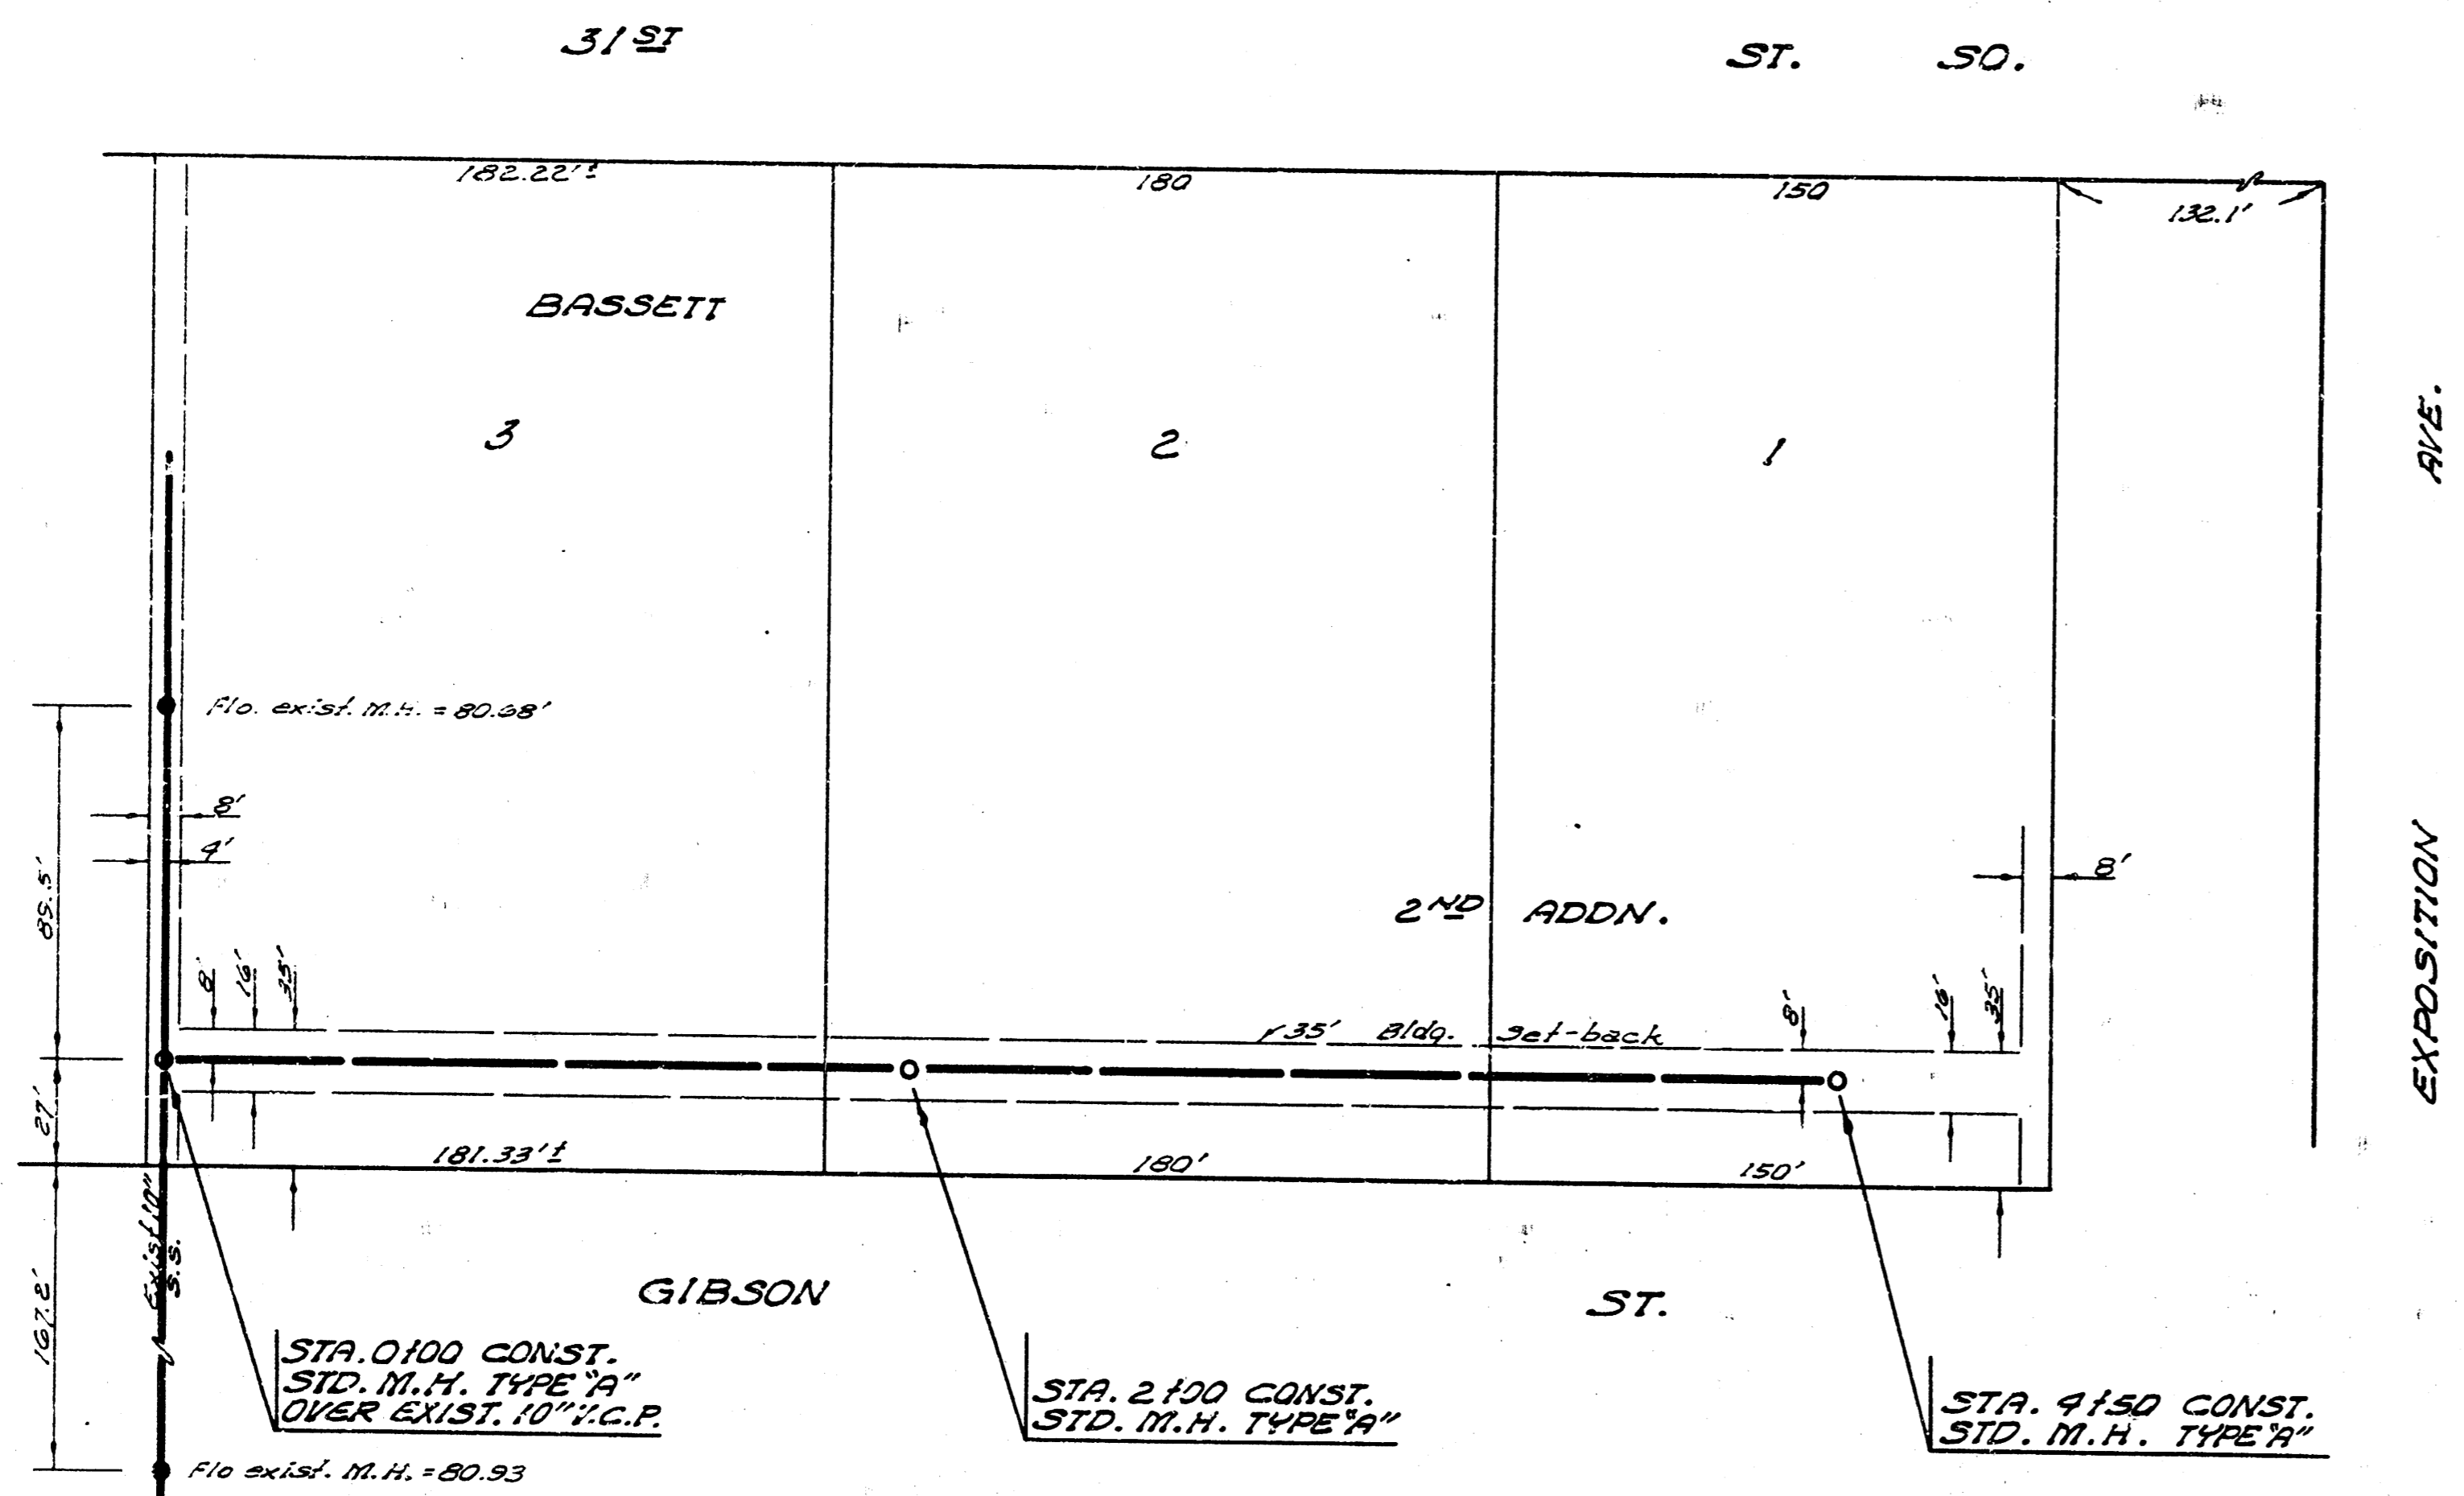 31ST
ST. SO.
182.22'±
180
150
132.1'
BASSETT
3
2
1
AVE.
Flo. exist. M.H. = 80.68'
8'
4'
89.5'
8'
2ND ADDN.
EXPOSITION
8'
16'
35'
8'
16'
35'
35' Bldg. Set-back
27'
181.33'±
180'
150'
Exist. 10"
S.S.
167.2'
GIBSON ST.
STA. 0+00 CONST.
STD. M.H. TYPE "A"
OVER EXIST. 10" V.C.P.
STA. 2+00 CONST.
STD. M.H. TYPE "A"
STA. 4+50 CONST.
STD. M.H. TYPE "A"
Flo exist. M.H. = 80.93